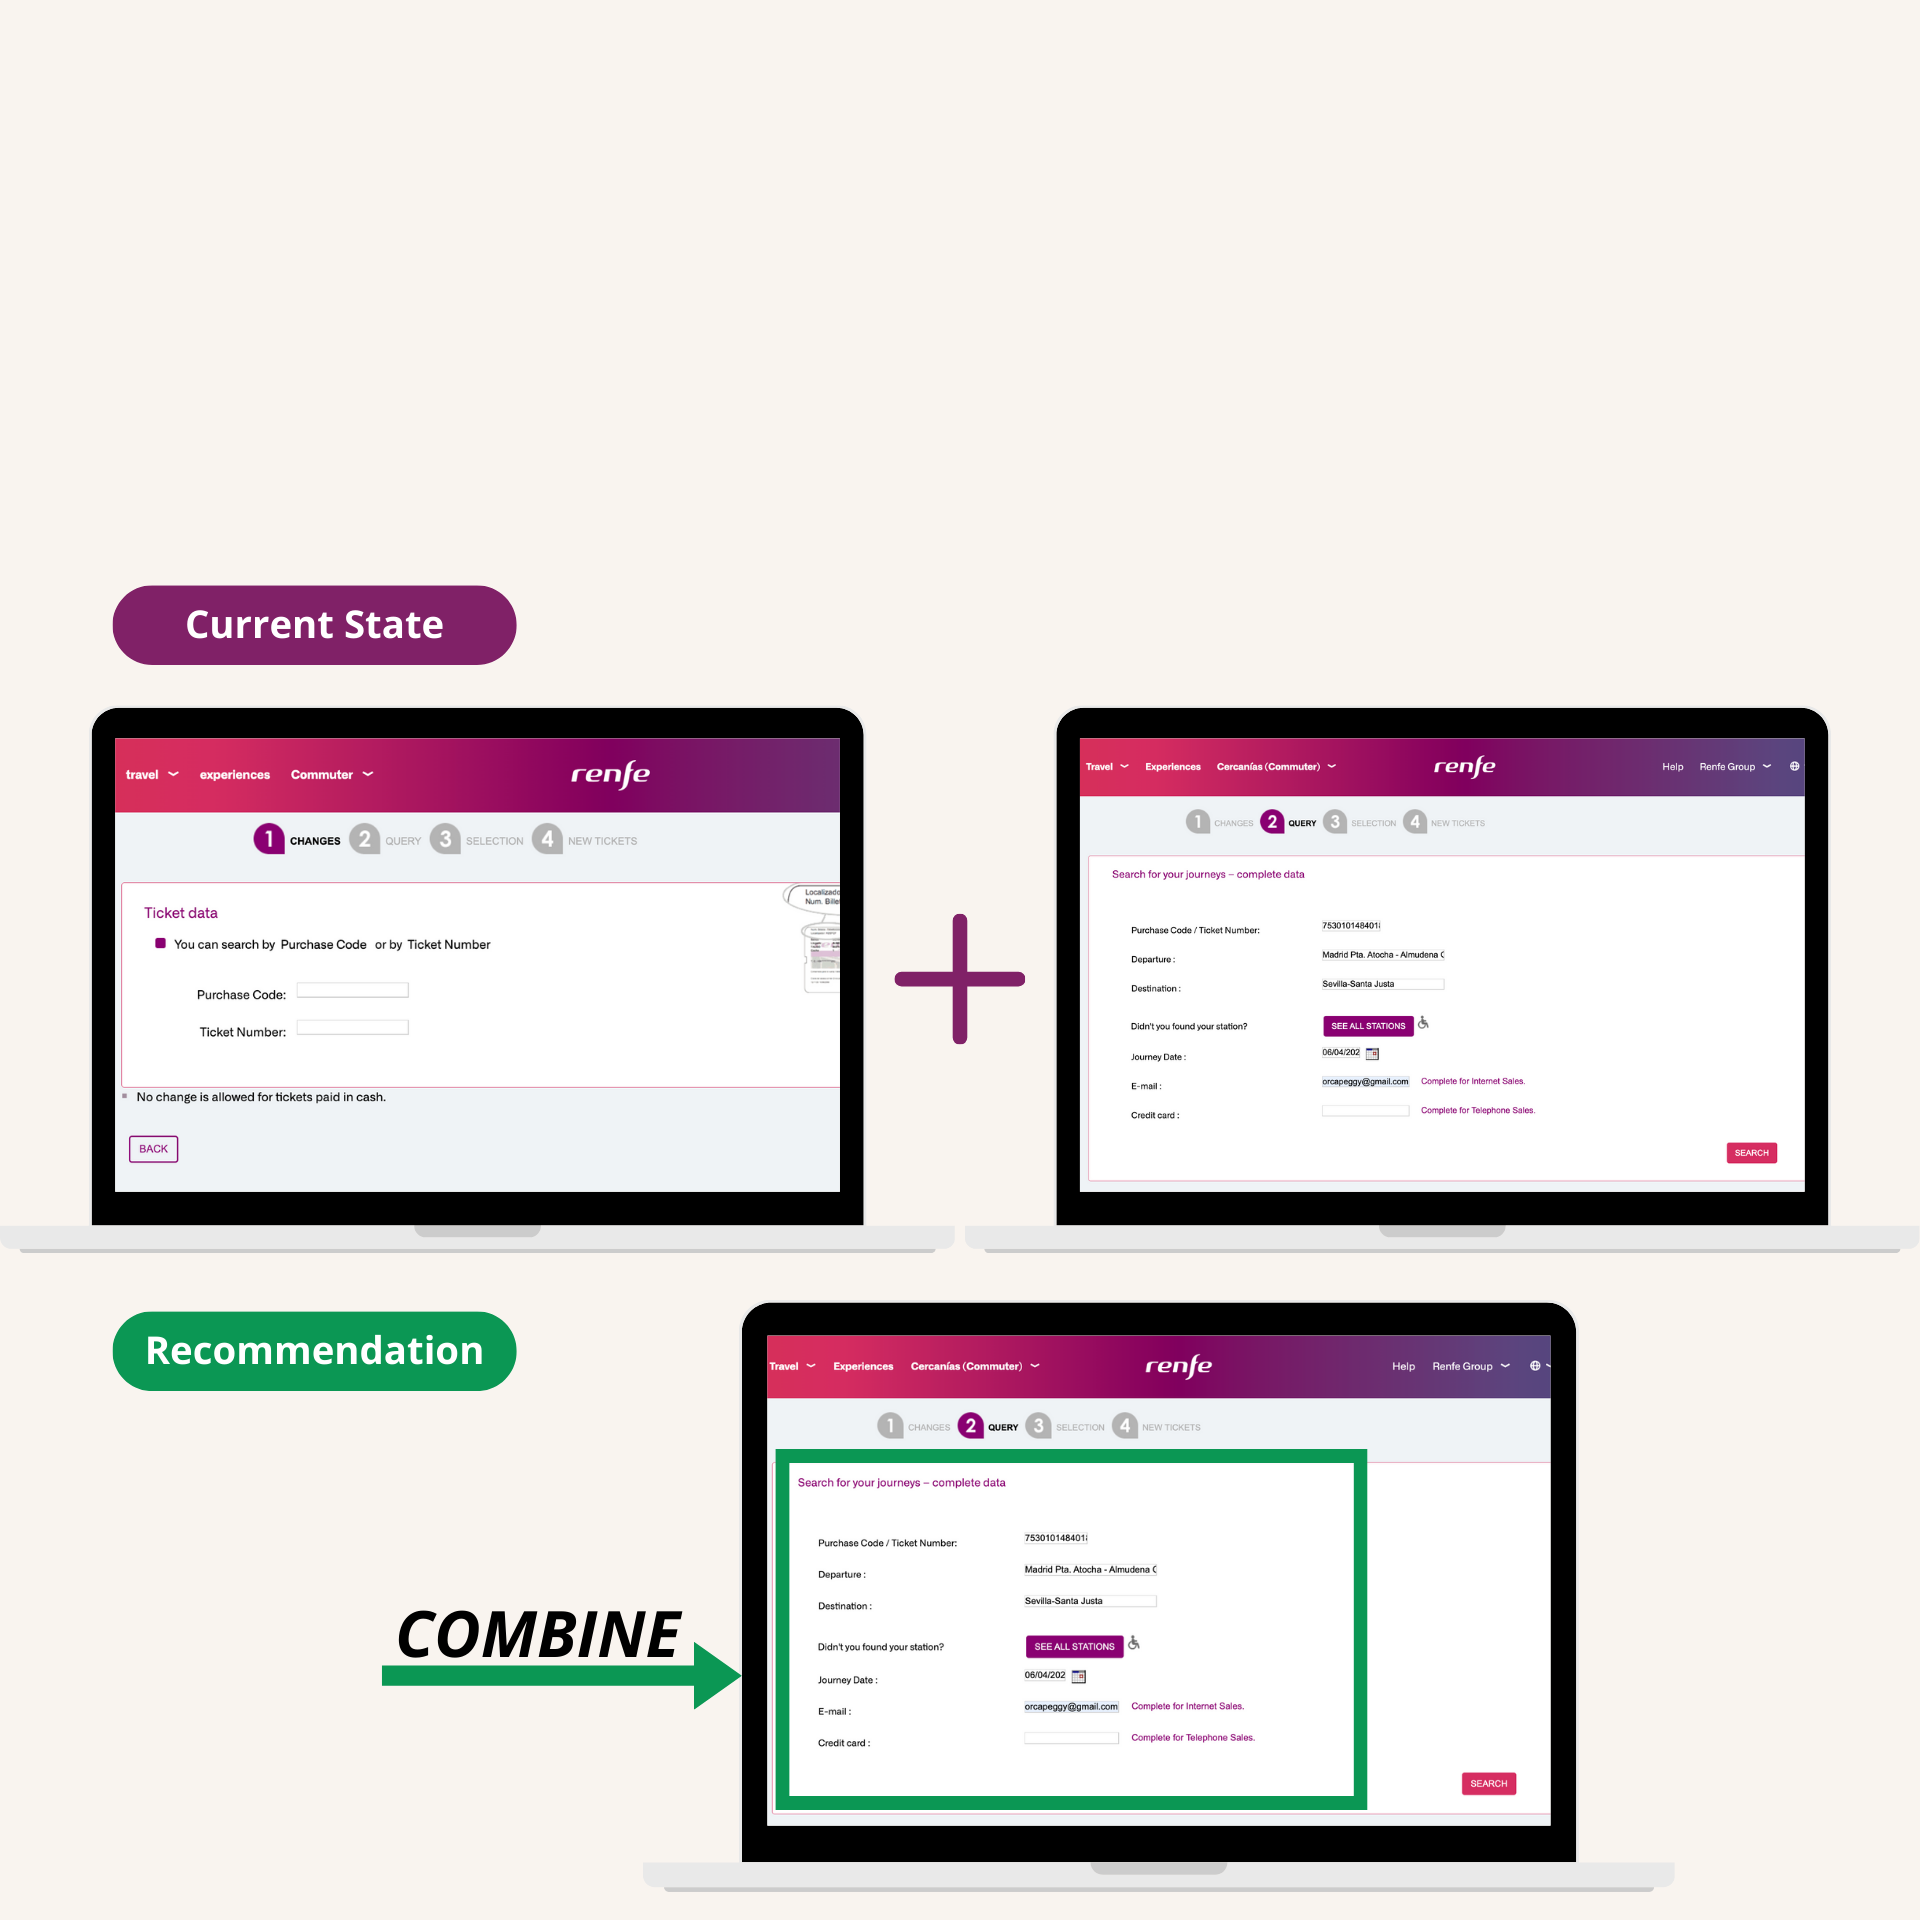 Current State
travel experiences Commuter renfe
1 CHANGES 2 QUERY 3 SELECTION 4 NEW TICKETS
Ticket data
You can search by Purchase Code or by Ticket Number
Purchase Code:
Ticket Number:
Localizado
Num. Bille
No change is allowed for tickets paid in cash.
BACK
Travel Experiences Cercanías (Commuter) renfe Help Renfe Group
1 CHANGES 2 QUERY 3 SELECTION 4 NEW TICKETS
Search for your journeys – complete data
Purchase Code / Ticket Number: 753010148401
Departure : Madrid Pta. Atocha - Almudena
Destination : Sevilla-Santa Justa
Didn't you found your station? SEE ALL STATIONS
Journey Date : 06/04/202
E-mail : orcapeggy@gmail.com Complete for Internet Sales.
Credit card : Complete for Telephone Sales.
SEARCH
Recommendation
COMBINE
Travel Experiences Cercanías (Commuter) renfe Help Renfe Group
1 CHANGES 2 QUERY 3 SELECTION 4 NEW TICKETS
Search for your journeys – complete data
Purchase Code / Ticket Number: 753010148401
Departure : Madrid Pta. Atocha - Almudena
Destination : Sevilla-Santa Justa
Didn't you found your station? SEE ALL STATIONS
Journey Date : 06/04/202
E-mail : orcapeggy@gmail.com Complete for Internet Sales.
Credit card : Complete for Telephone Sales.
SEARCH